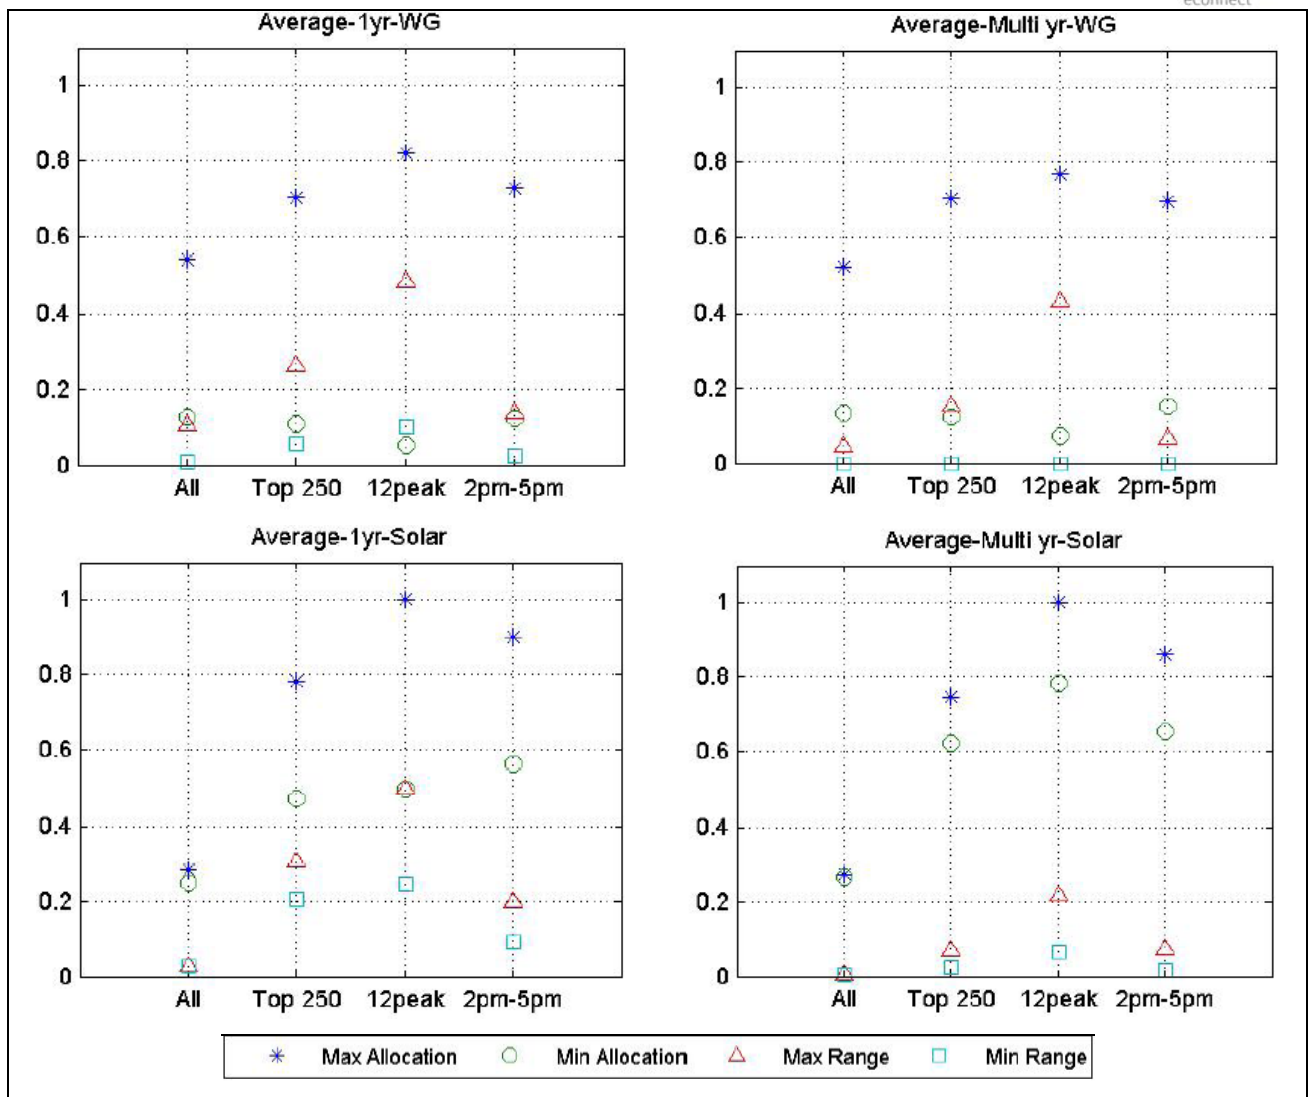 econnect
Average-1yr-WG
1
0.8
0.6
0.4
0.2
0
All Top 250 12peak 2pm-5pm
Average-Multi yr-WG
1
0.8
0.6
0.4
0.2
0
All Top 250 12peak 2pm-5pm
Average-1yr-Solar
1
0.8
0.6
0.4
0.2
0
All Top 250 12peak 2pm-5pm
Average-Multi yr-Solar
1
0.8
0.6
0.4
0.2
0
All Top 250 12peak 2pm-5pm
Max Allocation Min Allocation Max Range Min Range